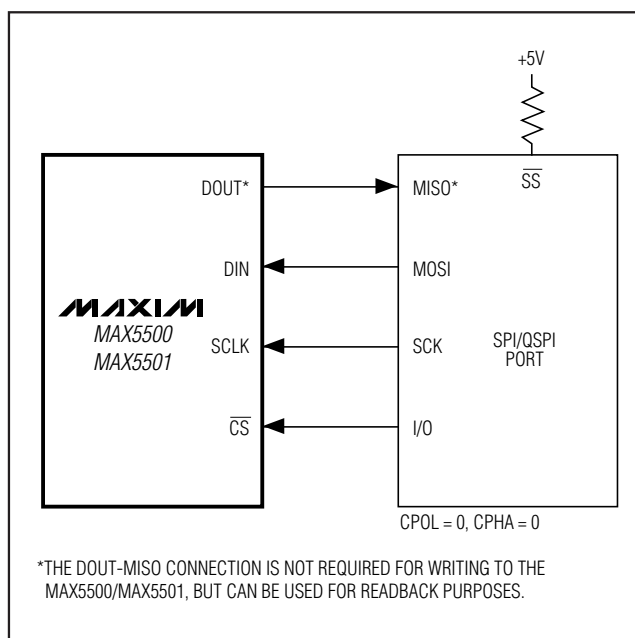 +5V
SS
DOUT*
MISO*
DIN
MOSI
MAXIM
MAX5500
MAX5501
SCLK
SCK
SPI/QSPI
PORT
CS
I/O
CPOL = 0, CPHA = 0
*THE DOUT-MISO CONNECTION IS NOT REQUIRED FOR WRITING TO THE
MAX5500/MAX5501, BUT CAN BE USED FOR READBACK PURPOSES.